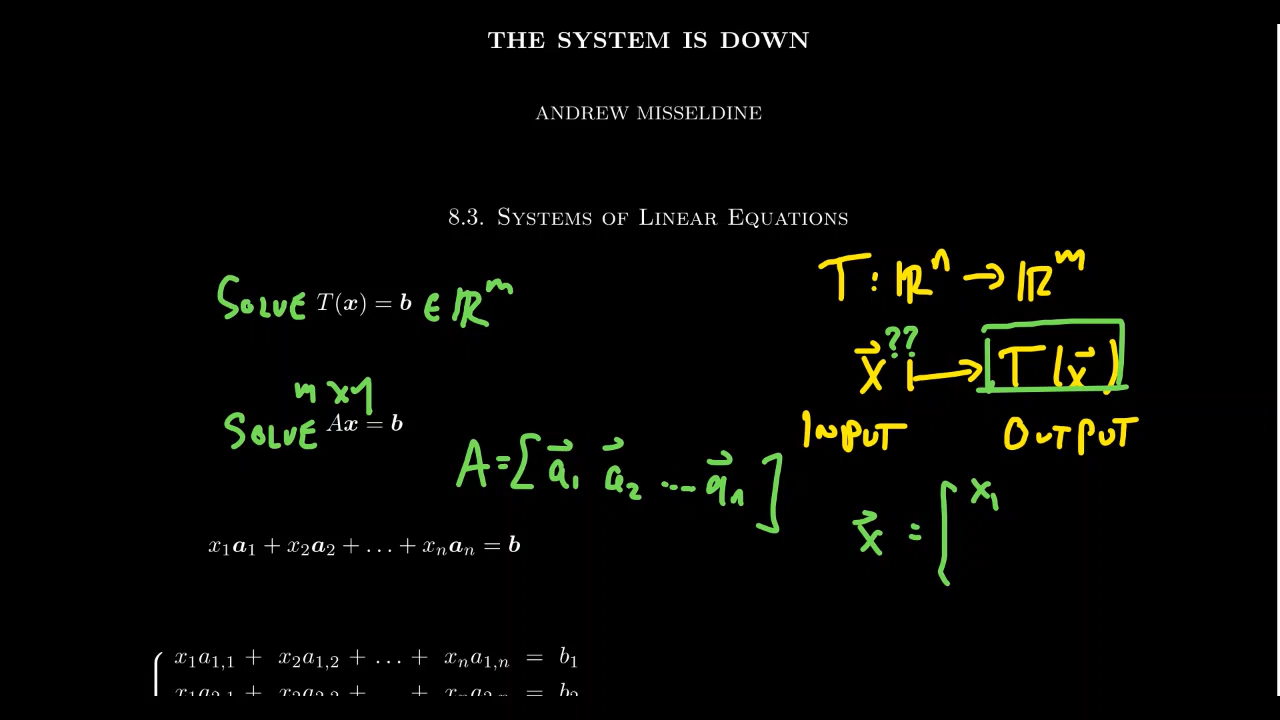 THE SYSTEM IS DOWN
ANDREW MISSELDINE
8.3. SYSTEMS OF LINEAR EQUATIONS
T : ℝⁿ → ℝᵐ
SOLVE T(x) = b ∈ ℝᵐ
??
x⃗ ↦ T(x⃗)
INPUT OUTPUT
m x n
SOLVE Ax = b
A = [a⃗₁ a⃗₂ ... a⃗ₙ]
x⃗ = [x₁
x₁a₁ + x₂a₂ + ... + xₙaₙ = b
x₁a₁,₁ + x₂a₁,₂ + ... + xₙa₁,ₙ = b₁